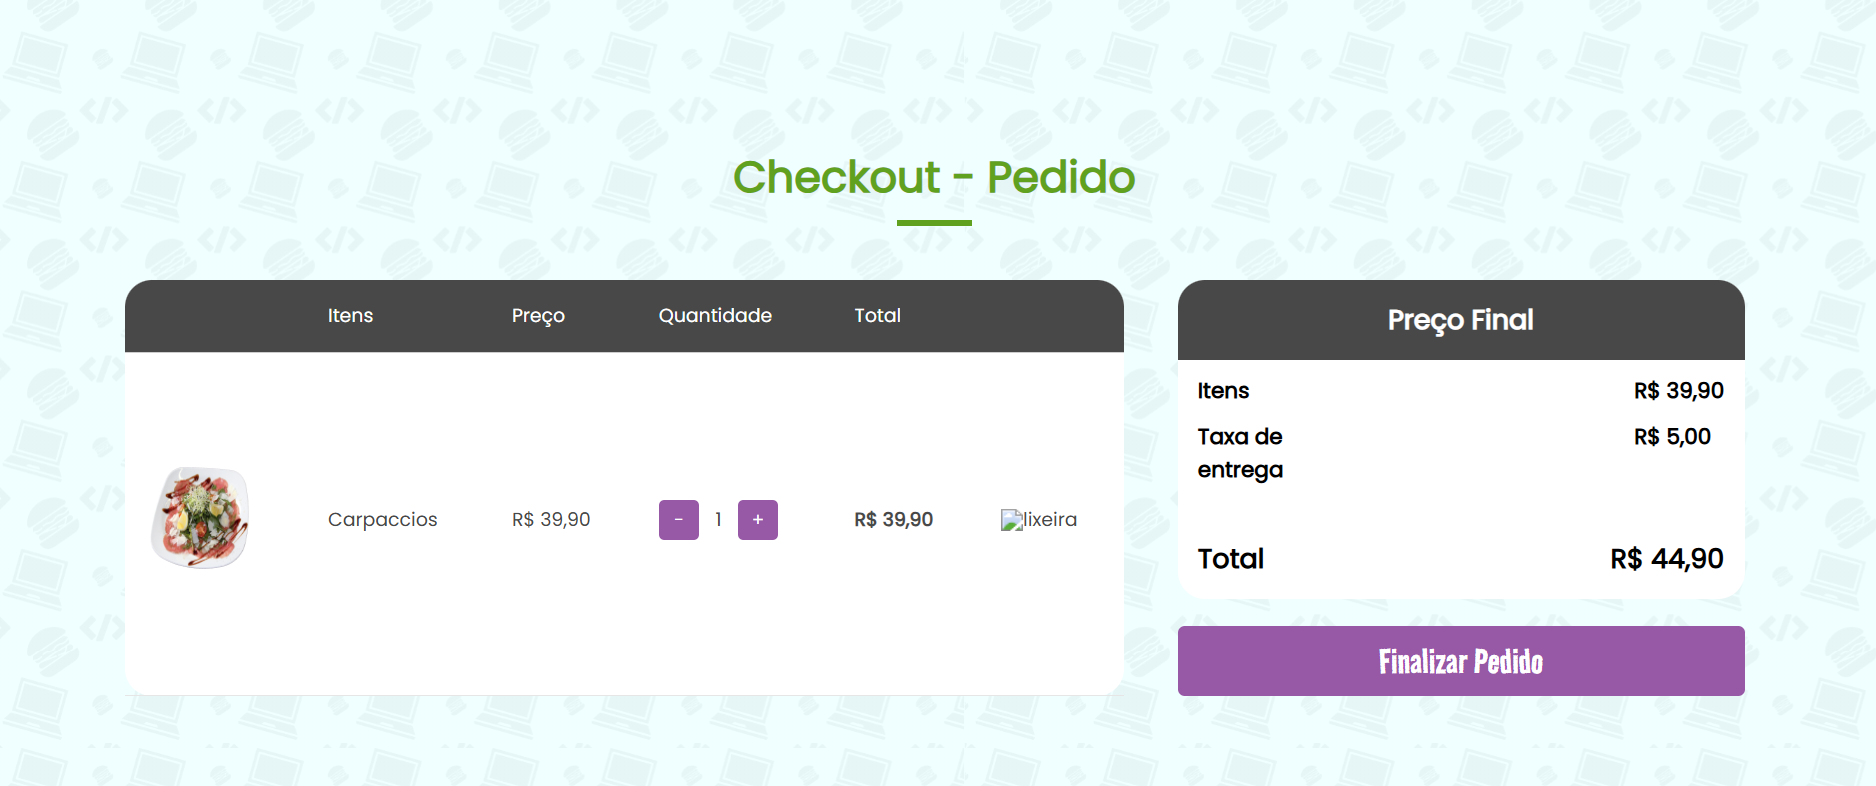 Checkout - Pedido
Itens Preço Quantidade Total
Carpaccios R$ 39,90 - 1 + R$ 39,90 lixeira
Preço Final
Itens R$ 39,90
Taxa de R$ 5,00
entrega
Total R$ 44,90
Finalizar Pedido